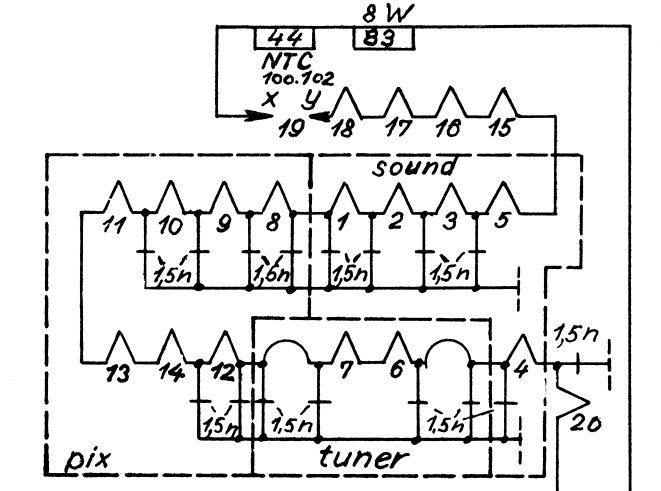 8W
44 83
NTC
100.102
x y
19 18 17 16 15
sound
11 10 9 8 1 2 3 5
1,5n 1,5n 1,5n 1,5n
1,5n
13 14 12 7 6 4
20
1,5n 1,5n 1,5n
pix tuner